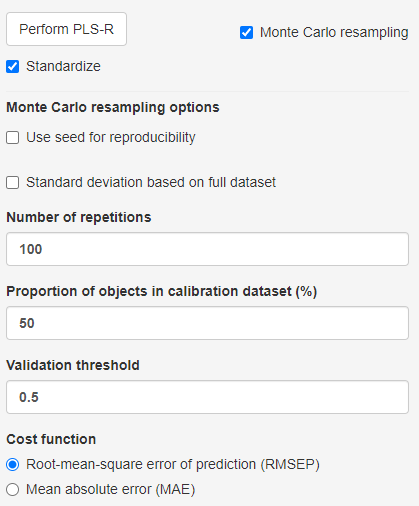 Perform PLS-R
Monte Carlo resampling
Standardize
Monte Carlo resampling options
Use seed for reproducibility
Standard deviation based on full dataset
Number of repetitions
100
Proportion of objects in calibration dataset (%)
50
Validation threshold
0.5
Cost function
Root-mean-square error of prediction (RMSEP)
Mean absolute error (MAE)